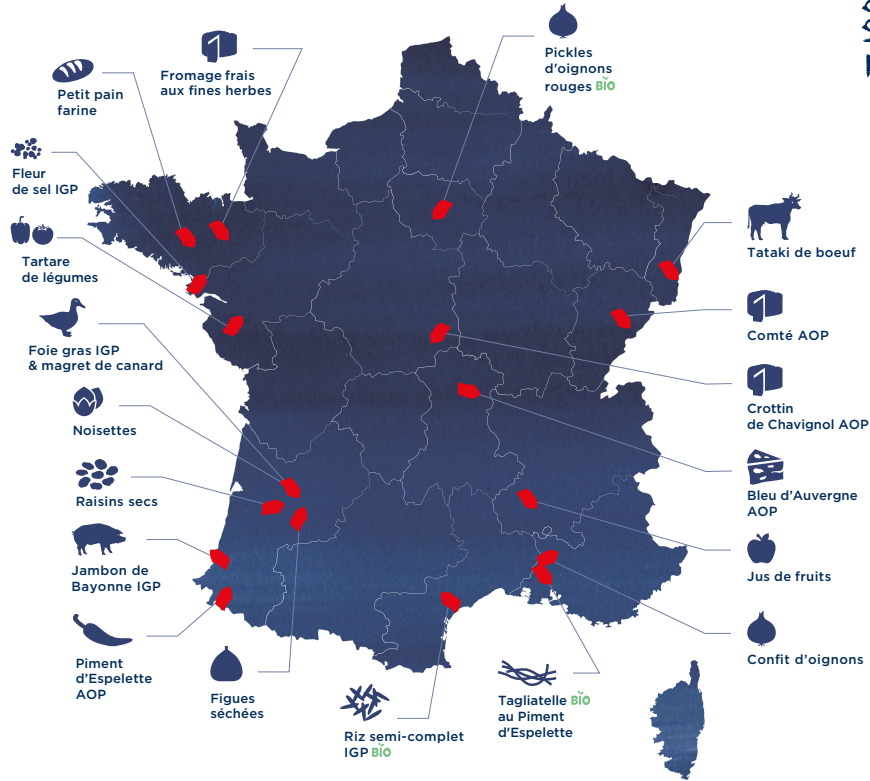 Fromage frais
aux fines herbes
Pickles
d'oignons
rouges BIO
Petit pain
farine
Fleur
de sel IGP
Tartare
de légumes
Foie gras IGP
& magret de canard
Noisettes
Raisins secs
Jambon de
Bayonne IGP
Piment
d'Espelette
AOP
Figues
séchées
Riz semi-complet
IGP BIO
Tagliatelle BIO
au Piment
d'Espelette
Tataki de boeuf
Comté AOP
Crottin
de Chavignol AOP
Bleu d'Auvergne
AOP
Jus de fruits
Confit d'oignons